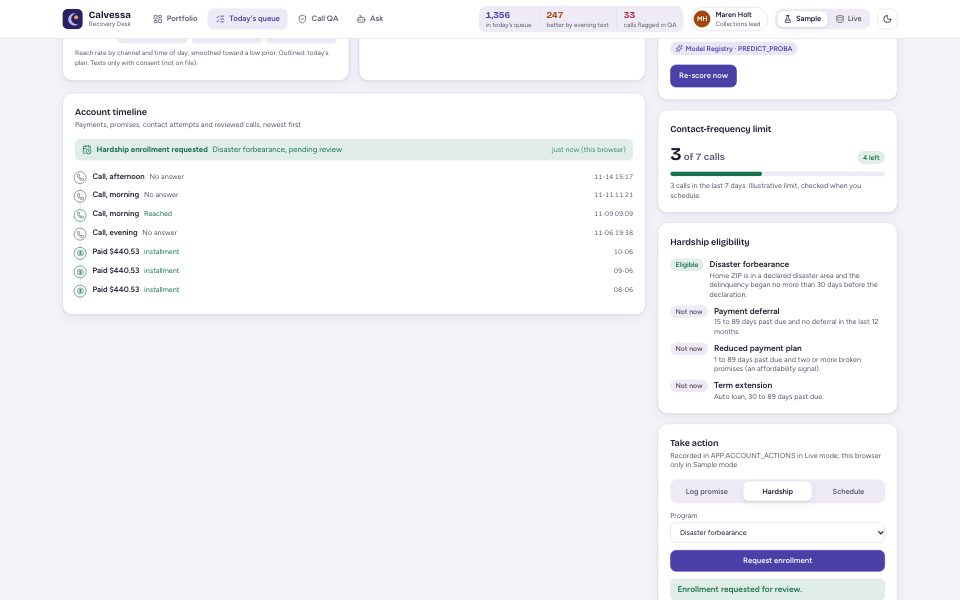 Calvessa
Recovery Desk
Portfolio
Today's queue
Call QA
Ask
1,356
in today's queue
247
better by evening text
33
calls flagged in QA
MH
Maren Holt
Collections lead
Sample
Live
Reach rate by channel and time of day, smoothed toward a low prior. Outlined: today's
plan. Texts only with consent (not on file).
Account timeline
Payments, promises, contact attempts and reviewed calls, newest first
Hardship enrollment requested Disaster forbearance, pending review just now (this browser)
Call, afternoon No answer 11-14 15:17
Call, morning No answer 11-11 11:21
Call, morning Reached 11-09 09:09
Call, evening No answer 11-06 19:38
Paid $440.53 installment 10-06
Paid $440.53 installment 09-06
Paid $440.53 installment 08-06
Model Registry · PREDICT_PROBA
Re-score now
Contact-frequency limit
3 of 7 calls
4 left
3 calls in the last 7 days. Illustrative limit, checked when you
schedule.
Hardship eligibility
Eligible
Disaster forbearance
Home ZIP is in a declared disaster area and the
delinquency began no more than 30 days before the
declaration.
Not now
Payment deferral
15 to 89 days past due and no deferral in the last 12
months.
Not now
Reduced payment plan
1 to 89 days past due and two or more broken
promises (an affordability signal).
Not now
Term extension
Auto loan, 30 to 89 days past due.
Take action
Recorded in APP.ACCOUNT_ACTIONS in Live mode; this browser
only in Sample mode
Log promise
Hardship
Schedule
Program
Disaster forbearance
Request enrollment
Enrollment requested for review.